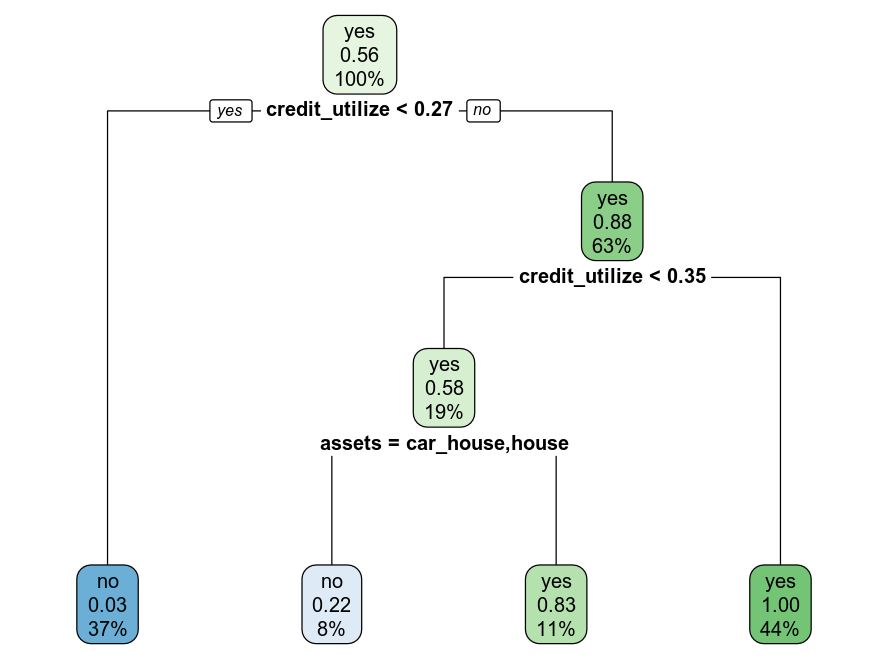 yes
0.56
100%
yes credit_utilize < 0.27 no
yes
0.88
63%
credit_utilize < 0.35
yes
0.58
19%
assets = car_house,house
no
0.03
37%
no
0.22
8%
yes
0.83
11%
yes
1.00
44%